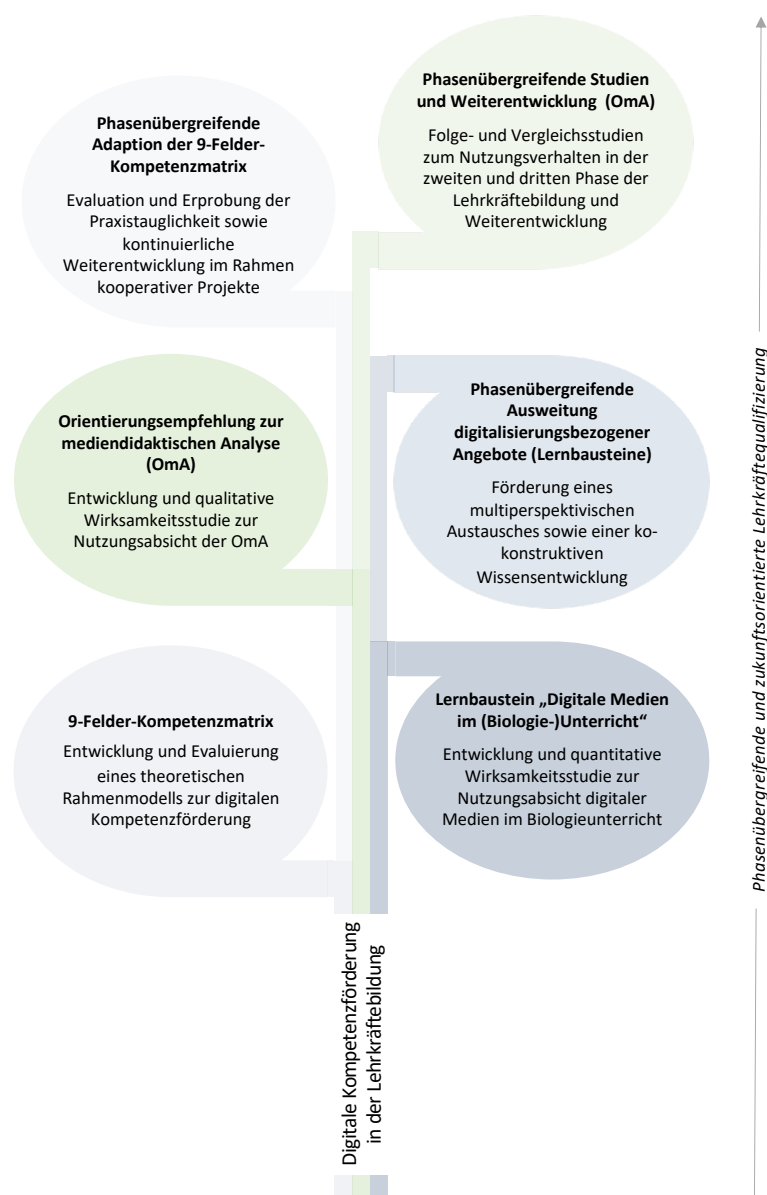 Phasenübergreifende Studien
und Weiterentwicklung (OmA)
Folge- und Vergleichsstudien
zum Nutzungsverhalten in der
zweiten und dritten Phase der
Lehrkräftebildung und
Weiterentwicklung
Phasenübergreifende
Adaption der 9-Felder-
Kompetenzmatrix
Evaluation und Erprobung der
Praxistauglichkeit sowie
kontinuierliche
Weiterentwicklung im Rahmen
kooperativer Projekte
Orientierungsempfehlung zur
mediendidaktischen Analyse
(OmA)
Entwicklung und qualitative
Wirksamkeitsstudie zur
Nutzungsabsicht der OmA
Phasenübergreifende
Ausweitung
digitalisierungsbezogener
Angebote (Lernbausteine)
Förderung eines
multiperspektivischen
Austausches sowie einer ko-
konstruktiven
Wissensentwicklung
9-Felder-Kompetenzmatrix
Entwicklung und Evaluierung
eines theoretischen
Rahmenmodells zur digitalen
Kompetenzförderung
Lernbaustein „Digitale Medien
im (Biologie-)Unterricht“
Entwicklung und quantitative
Wirksamkeitsstudie zur
Nutzungsabsicht digitaler
Medien im Biologieunterricht
Digitale Kompetenzförderung
in der Lehrkräftebildung
Phasenübergreifende und zukunftsorientierte Lehrkräftequalifizierung